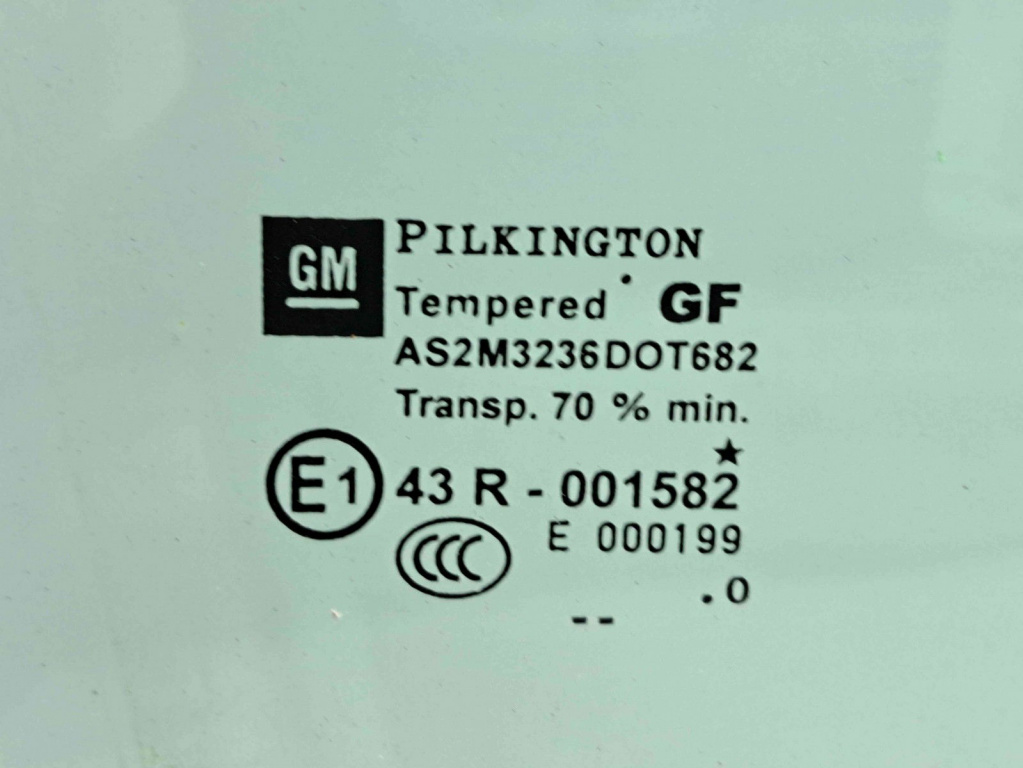 GM
PILKINGTON
Tempered GF
AS2M3236DOT682
Transp. 70 % min.
E1 43 R - 001582
CCC E 000199
.0
--